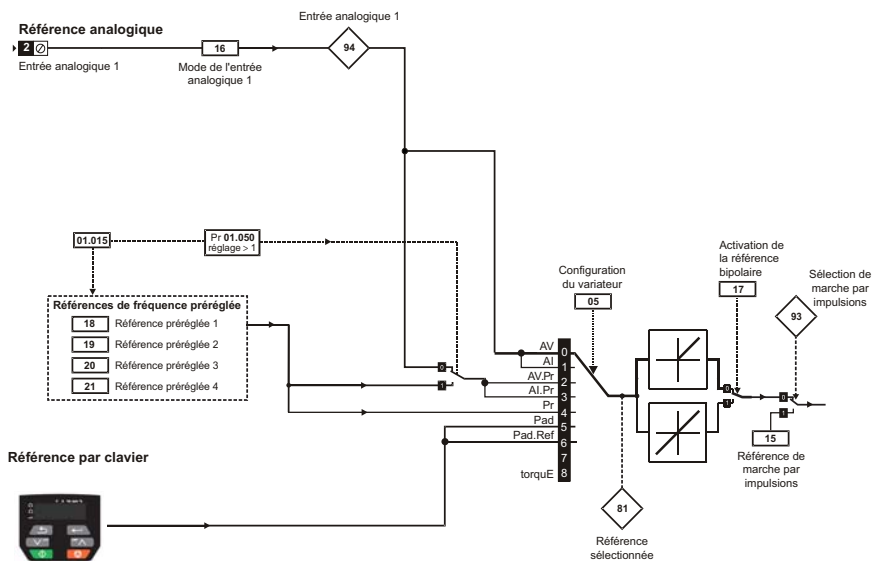 Référence analogique
2
Entrée analogique 1
16
Mode de l'entrée
analogique 1
Entrée analogique 1
94
01.015
Pr 01.050
réglage > 1
Références de fréquence préréglée
18 Référence préréglée 1
19 Référence préréglée 2
20 Référence préréglée 3
21 Référence préréglée 4
0
1
Configuration
du variateur
05
AV 0
AI 1
AV.Pr 2
AI.Pr 3
Pr 4
Pad 5
Pad.Ref 6
7
torquE 8
81
Référence
sélectionnée
Activation de
la référence
bipolaire
17
0
1
Sélection de
marche par
impulsions
93
0
1
15
Référence de
marche par
impulsions
Référence par clavier